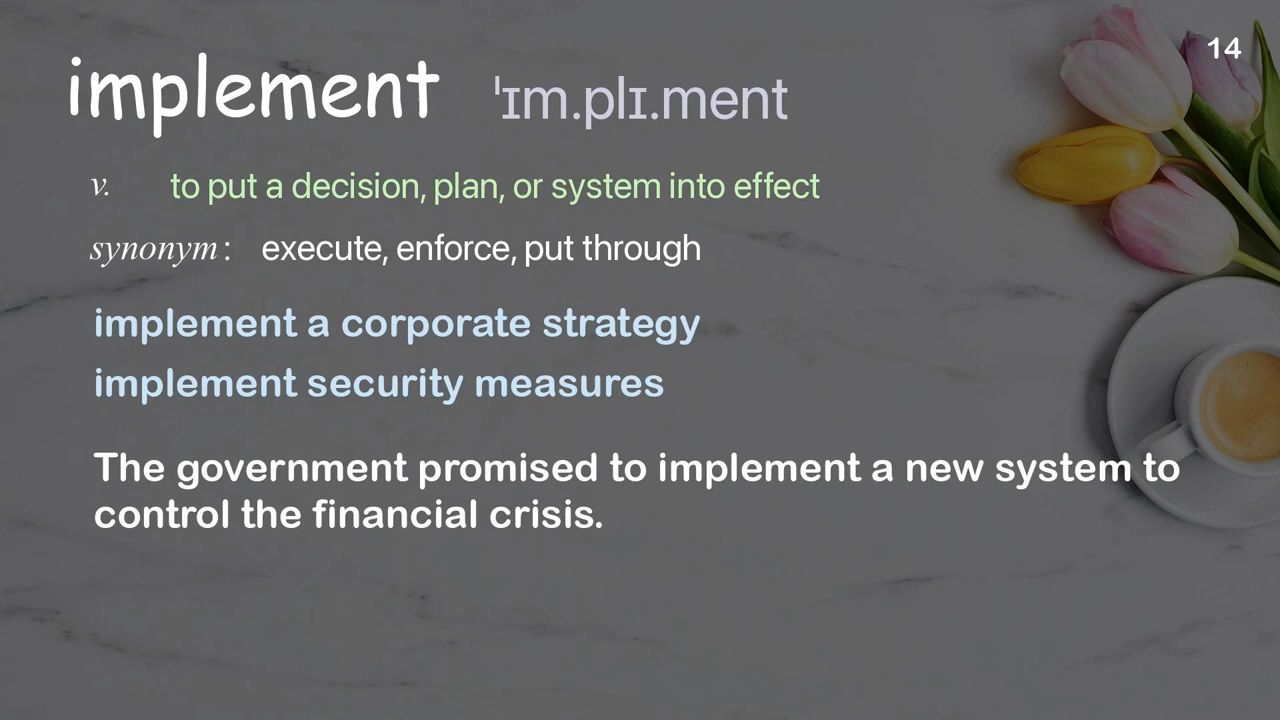 14
implement ˈɪm.plɪ.ment
v. to put a decision, plan, or system into effect
synonym: execute, enforce, put through
implement a corporate strategy
implement security measures
The government promised to implement a new system to
control the financial crisis.